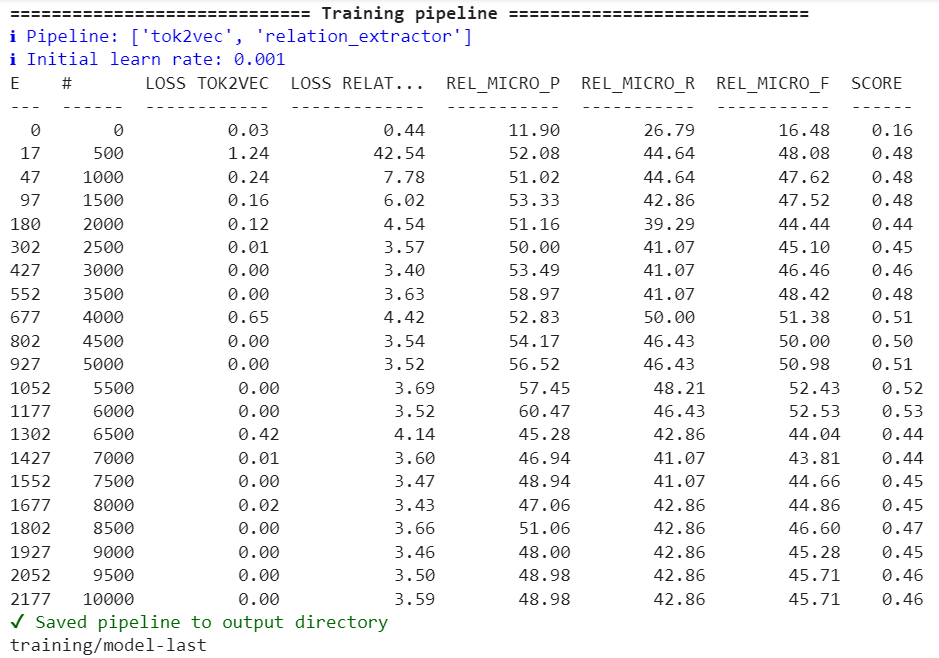 ============================= Training pipeline =============================
ℹ Pipeline: ['tok2vec', 'relation_extractor']
ℹ Initial learn rate: 0.001
E    #       LOSS TOK2VEC  LOSS RELAT...  REL_MICRO_P  REL_MICRO_R  REL_MICRO_F  SCORE
---  ------  ------------  -------------  -----------  -----------  -----------  ------
  0       0          0.03           0.44        11.90        26.79        16.48    0.16
 17     500          1.24          42.54        52.08        44.64        48.08    0.48
 47    1000          0.24           7.78        51.02        44.64        47.62    0.48
 97    1500          0.16           6.02        53.33        42.86        47.52    0.48
180    2000          0.12           4.54        51.16        39.29        44.44    0.44
302    2500          0.01           3.57        50.00        41.07        45.10    0.45
427    3000          0.00           3.40        53.49        41.07        46.46    0.46
552    3500          0.00           3.63        58.97        41.07        48.42    0.48
677    4000          0.65           4.42        52.83        50.00        51.38    0.51
802    4500          0.00           3.54        54.17        46.43        50.00    0.50
927    5000          0.00           3.52        56.52        46.43        50.98    0.51
1052    5500          0.00           3.69        57.45        48.21        52.43    0.52
1177    6000          0.00           3.52        60.47        46.43        52.53    0.53
1302    6500          0.42           4.14        45.28        42.86        44.04    0.44
1427    7000          0.01           3.60        46.94        41.07        43.81    0.44
1552    7500          0.00           3.47        48.94        41.07        44.66    0.45
1677    8000          0.02           3.43        47.06        42.86        44.86    0.45
1802    8500          0.00           3.66        51.06        42.86        46.60    0.47
1927    9000          0.00           3.46        48.00        42.86        45.28    0.45
2052    9500          0.00           3.50        48.98        42.86        45.71    0.46
2177   10000          0.00           3.59        48.98        42.86        45.71    0.46
✔ Saved pipeline to output directory
training/model-last